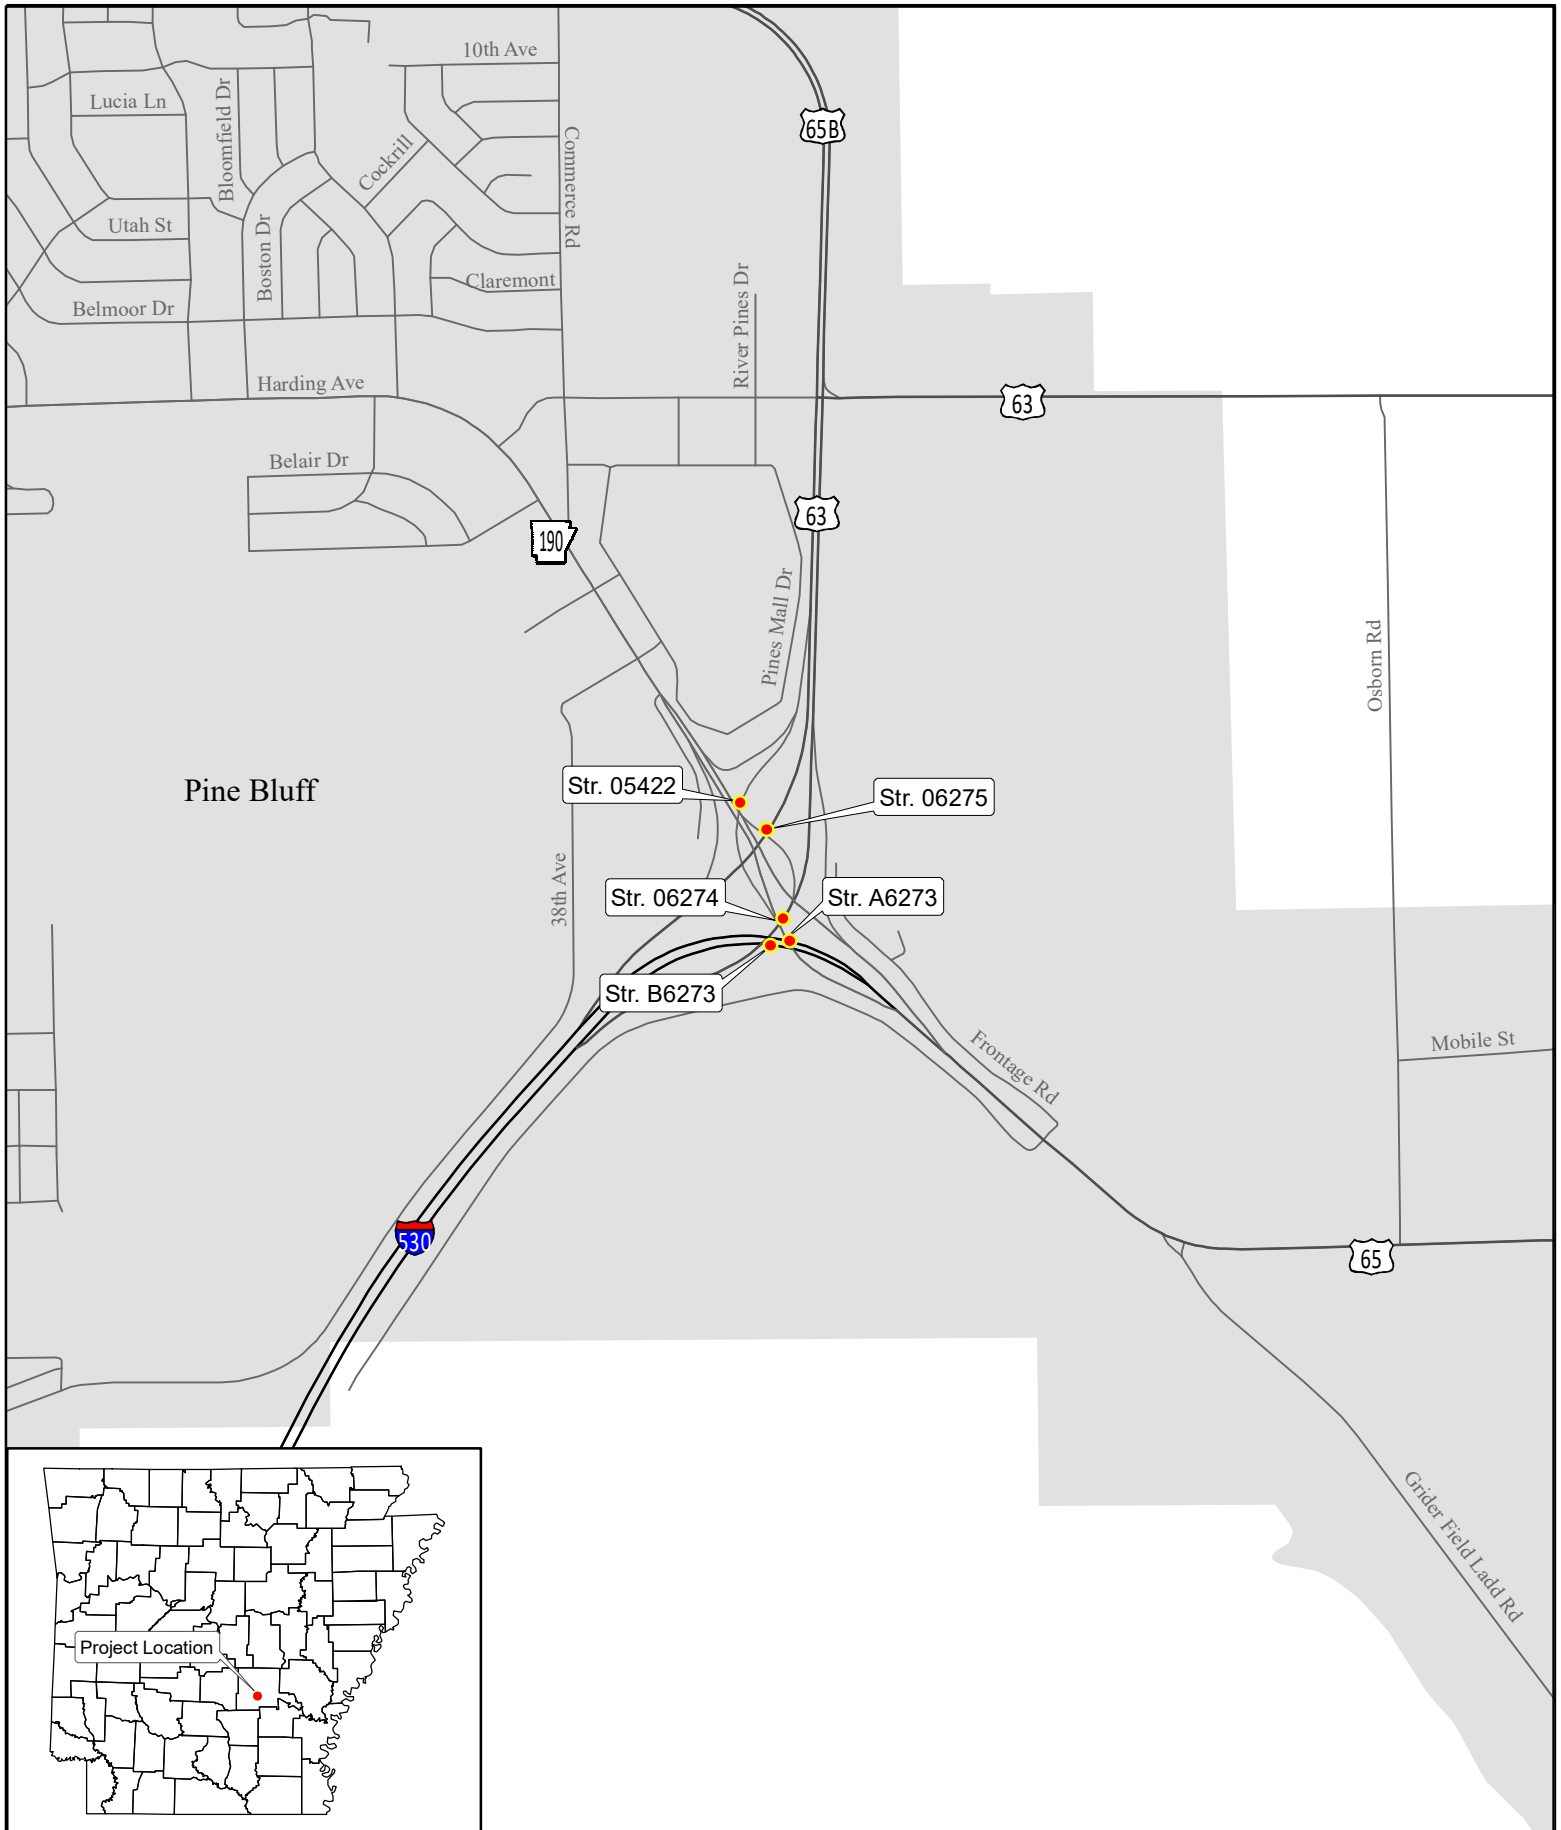 10th Ave
Lucia Ln
Bloomfield Dr
65B
Cockrill
Commerce Rd
Utah St
Boston Dr
Claremont
River Pines Dr
Belmoor Dr
Harding Ave
63
Belair Dr
63
190
Pines Mall Dr
Osborn Rd
Pine Bluff
Str. 05422
Str. 06275
38th Ave
Str. 06274
Str. A6273
Str. B6273
Frontage Rd
Mobile St
530
65
Grider Field Ladd Rd
Project Location